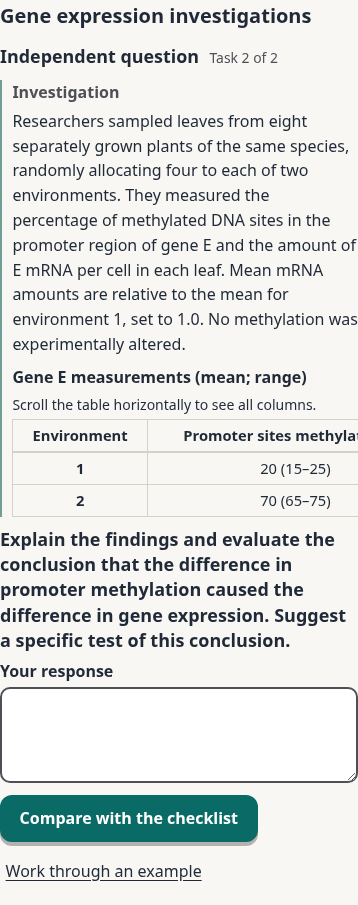 Gene expression investigations
Independent question Task 2 of 2
Investigation
Researchers sampled leaves from eight
separately grown plants of the same species,
randomly allocating four to each of two
environments. They measured the
percentage of methylated DNA sites in the
promoter region of gene E and the amount of
E mRNA per cell in each leaf. Mean mRNA
amounts are relative to the mean for
environment 1, set to 1.0. No methylation was
experimentally altered.
Gene E measurements (mean; range)
Scroll the table horizontally to see all columns.
Environment Promoter sites
1 20 (15–25)
2 70 (65–75)
Explain the findings and evaluate the
conclusion that the difference in
promoter methylation caused the
difference in gene expression. Suggest
a specific test of this conclusion.
Your response
Compare with the checklist
Work through an example